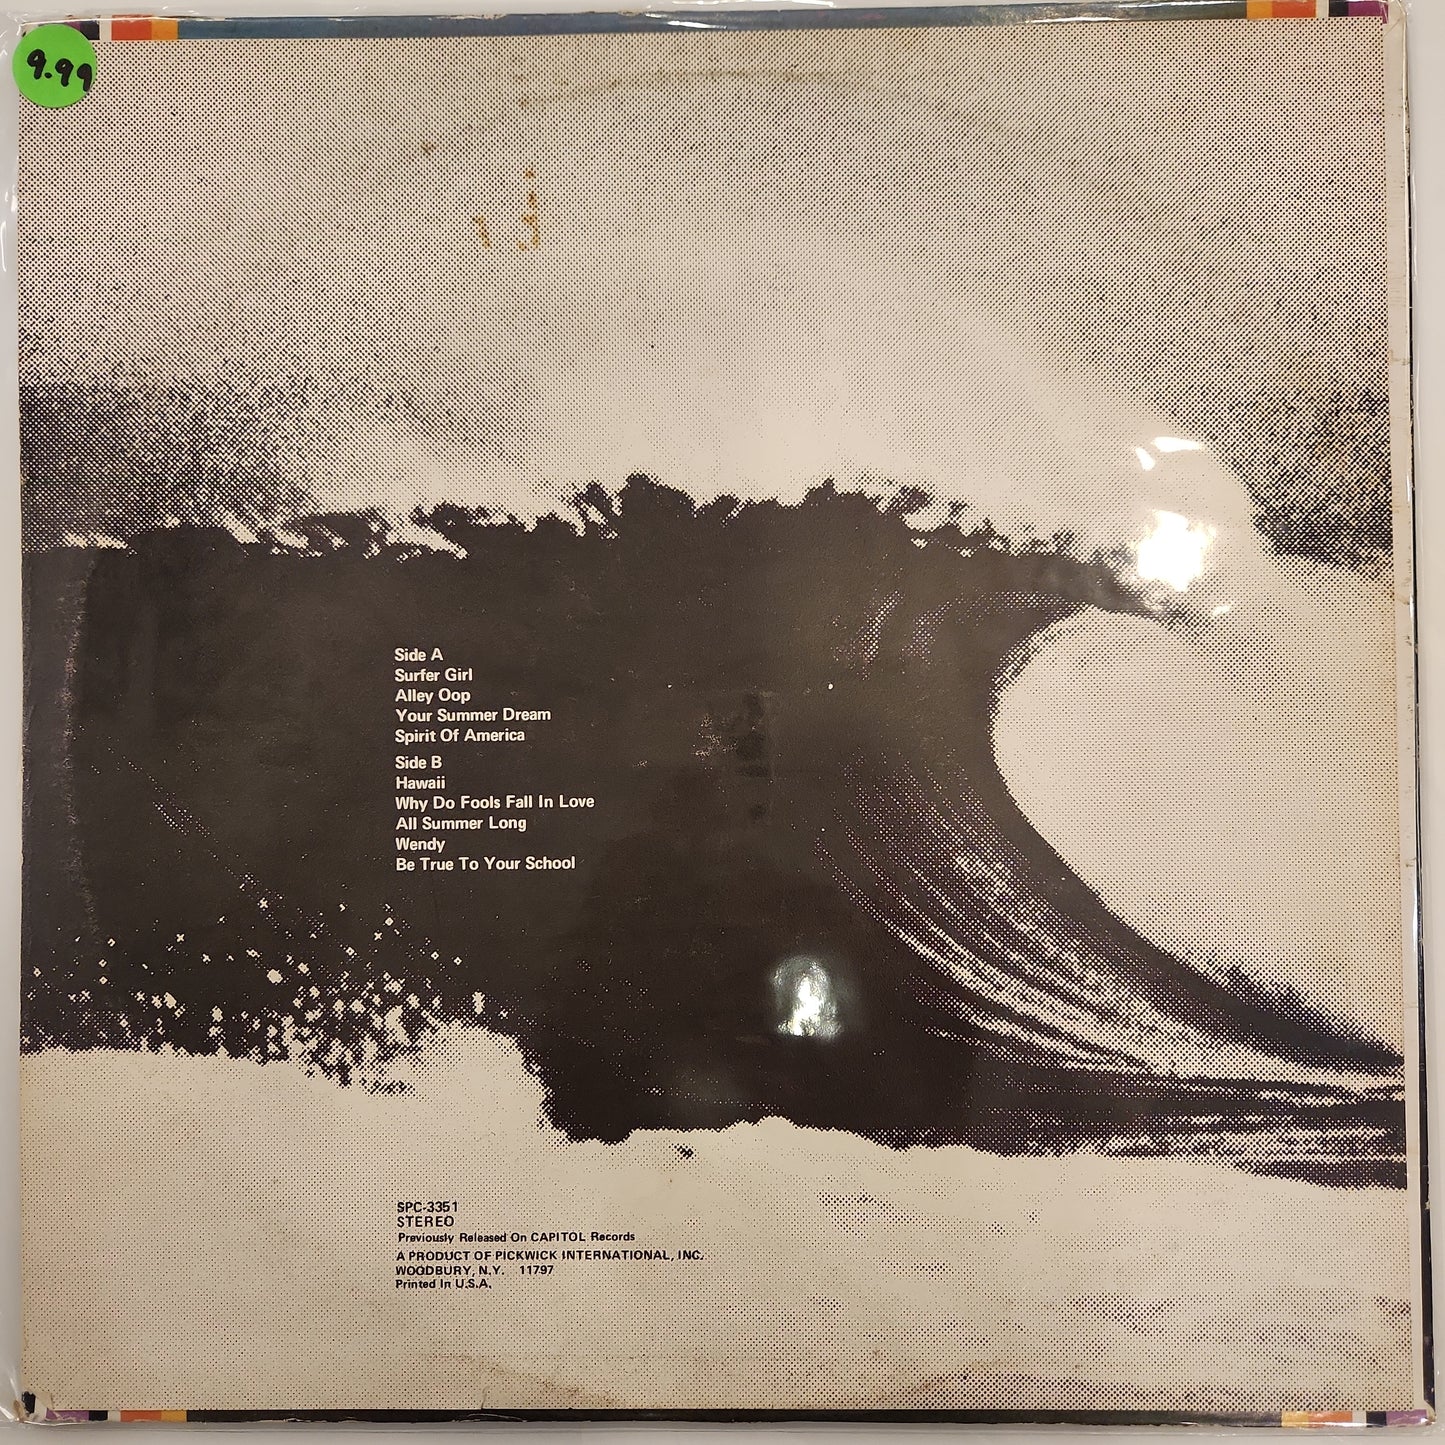 9.99
Side A
Surfer Girl
Alley Oop
Your Summer Dream
Spirit Of America
Side B
Hawaii
Why Do Fools Fall In Love
All Summer Long
Wendy
Be True To Your School
SPC-3351
STEREO
Previously Released On CAPITOL Records
A PRODUCT OF PICKWICK INTERNATIONAL, INC.
WOODBURY, N.Y. 11797
Printed In U.S.A.